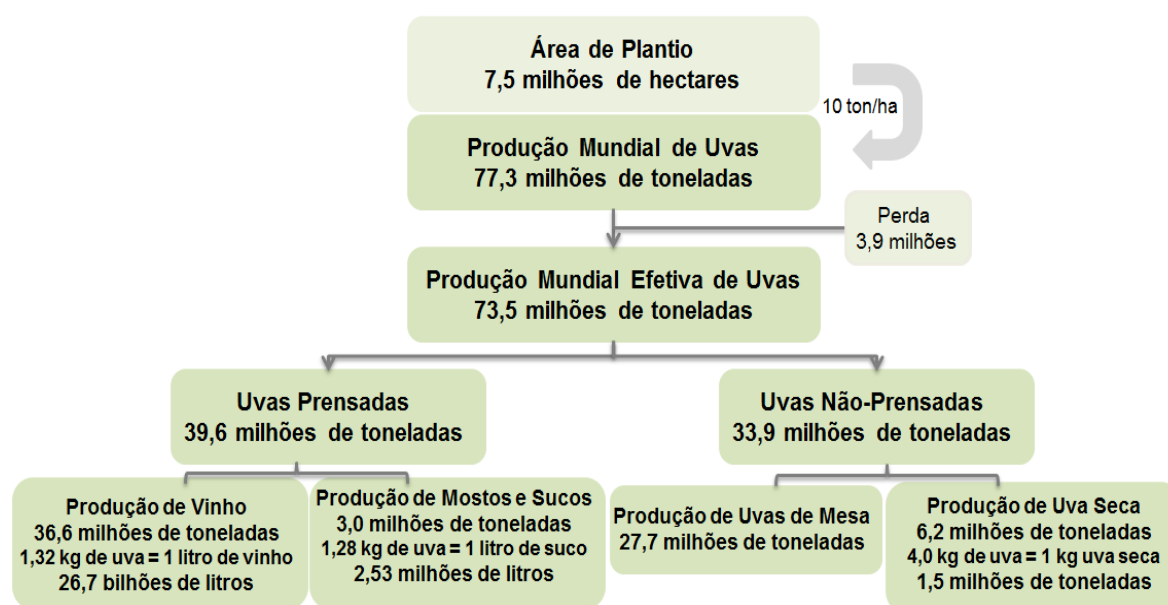 Área de Plantio
7,5 milhões de hectares
10 ton/ha
Produção Mundial de Uvas
77,3 milhões de toneladas
Perda
3,9 milhões
Produção Mundial Efetiva de Uvas
73,5 milhões de toneladas
Uvas Prensadas
39,6 milhões de toneladas
Uvas Não-Prensadas
33,9 milhões de toneladas
Produção de Vinho
36,6 milhões de toneladas
1,32 kg de uva = 1 litro de vinho
26,7 bilhões de litros
Produção de Mostos e Sucos
3,0 milhões de toneladas
1,28 kg de uva = 1 litro de suco
2,53 milhões de litros
Produção de Uvas de Mesa
27,7 milhões de toneladas
Produção de Uva Seca
6,2 milhões de toneladas
4,0 kg de uva = 1 kg uva seca
1,5 milhões de toneladas